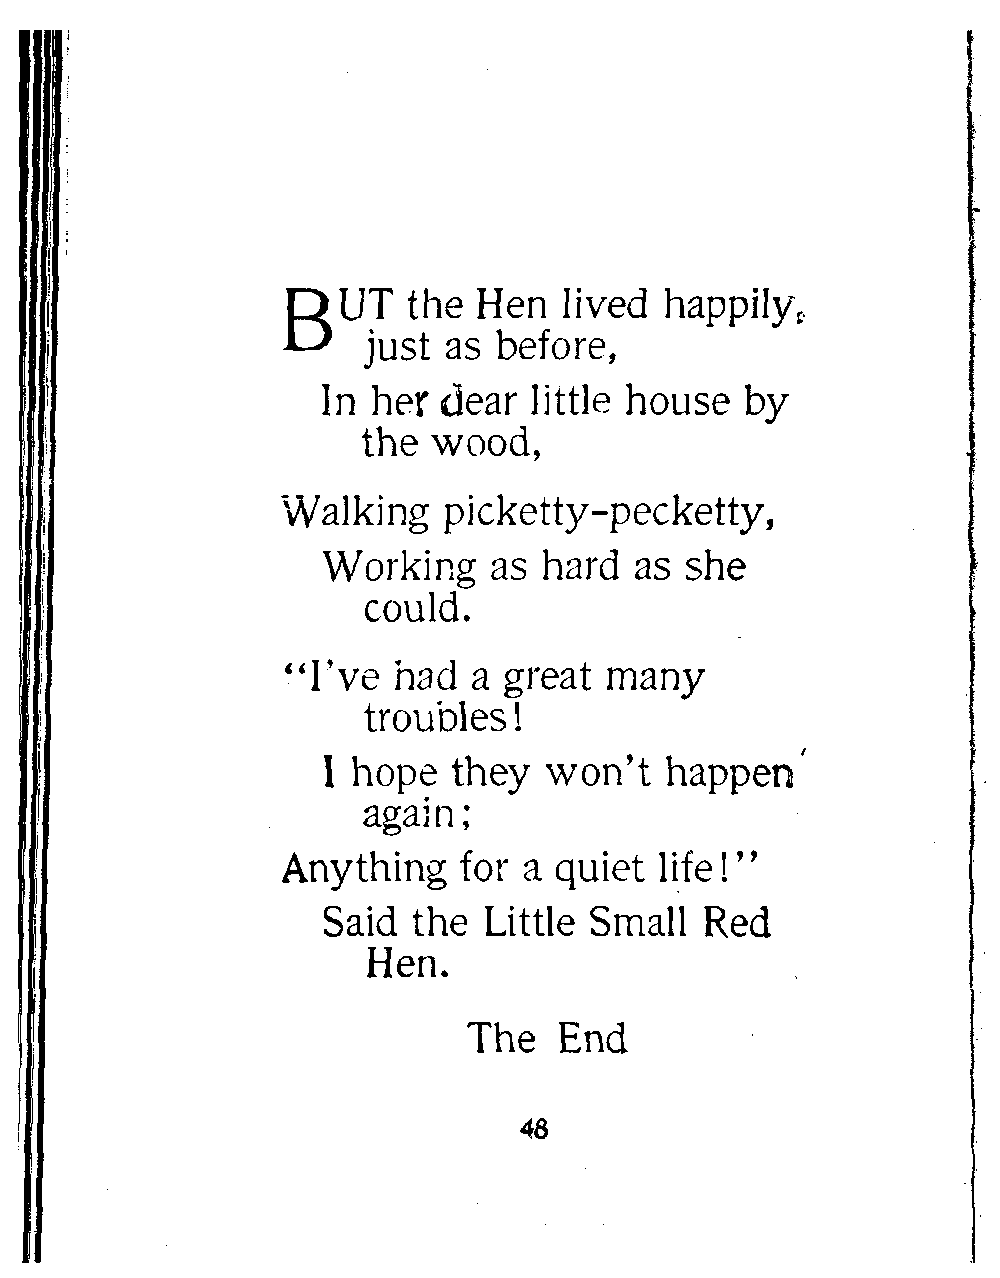 BUT the Hen lived happily,
just as before,
In her dear little house by
the wood,
Walking picketty-pecketty,
Working as hard as she
could.
“I’ve had a great many
troubles!
I hope they won’t happen
again;
Anything for a quiet life!”
Said the Little Small Red
Hen.
The End
48